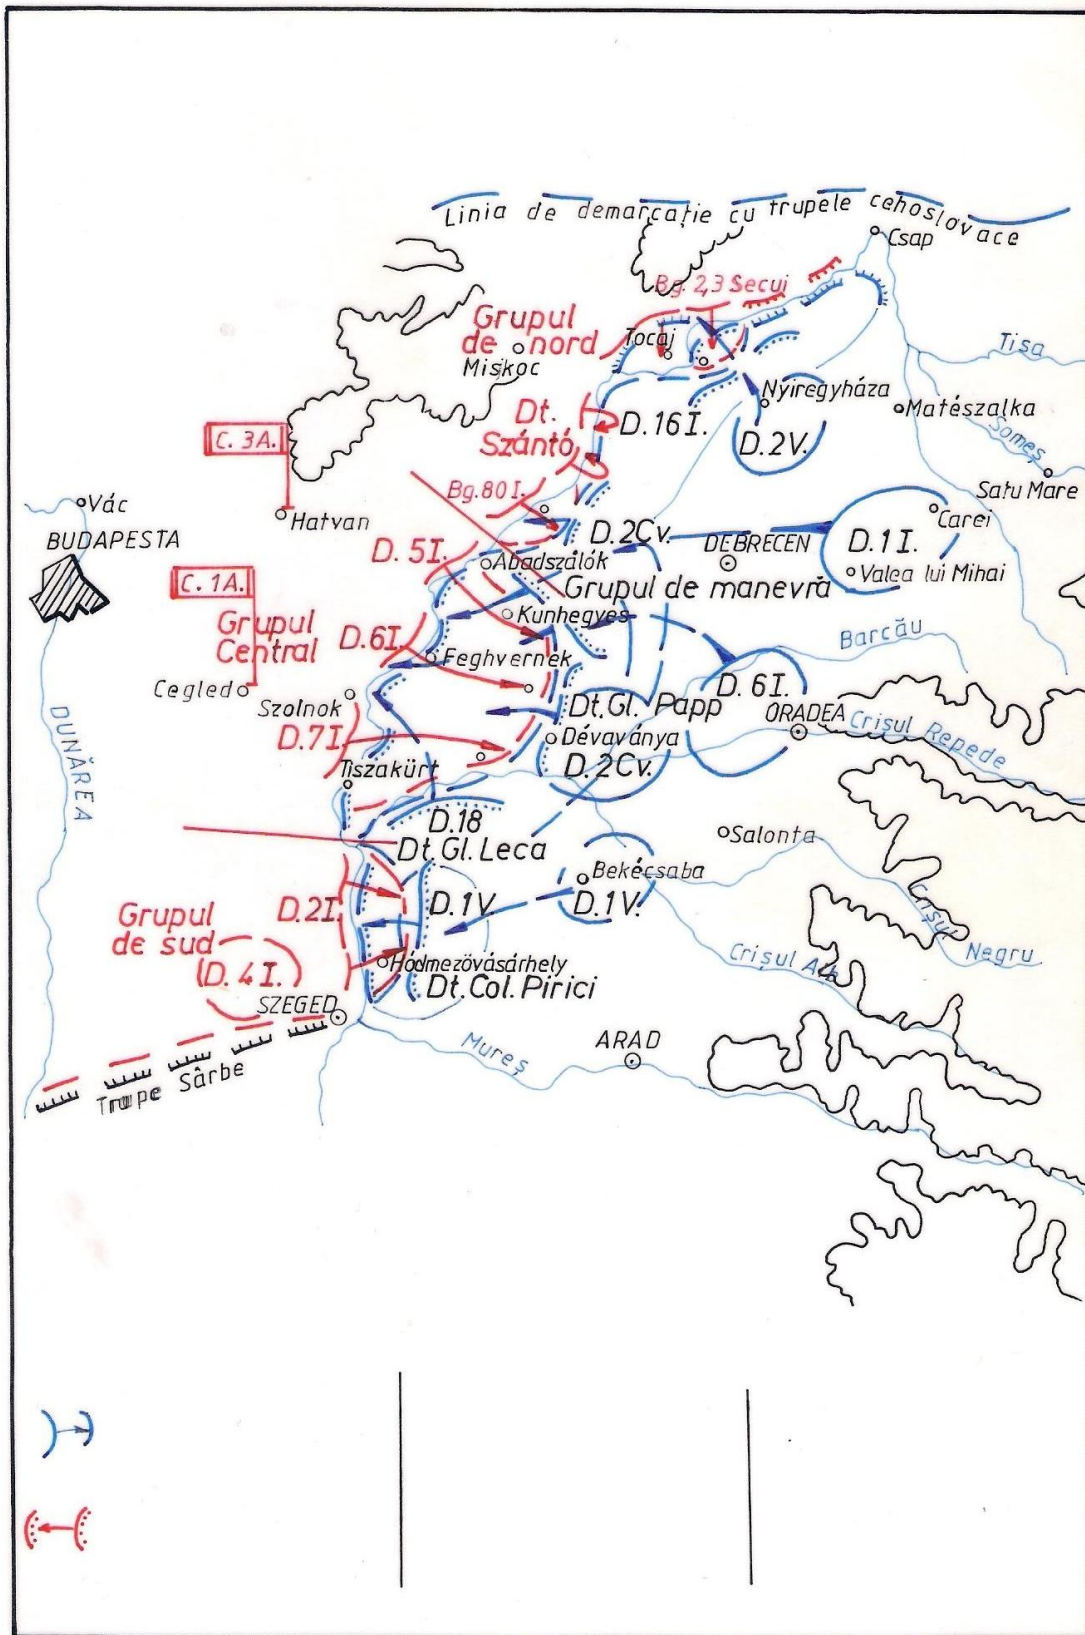 Linia de demarcație cu trupele cehoslovace
Csap
Bg. 2,3 Secui
Grupul
de nord
Miskoc
Tocaj
Tisa
Nyiregyháza
Matészalka
Dt.
Szántó
D.16I.
D.2V.
Someș
Satu Mare
C. 3A.
Bg. 80 I.
Vác
Hatvan
BUDAPESTA
D. 5I.
D.2Cv.
DEBRECEN
Carei
D.1I.
Valea lui Mihai
Abadszálók
Grupul de manevră
C. 1A.
Grupul
Central
D.6I.
Kunhegyes
Barcău
Feghvernek
Cegled
Szolnok
D. 6I.
Dt. Gl. Papp
ORADEA
Crișul Repede
DUNĂREA
D.7I.
Dévaványa
D.2Cv.
Tiszakürt
D.18
Dt. Gl. Leca
Salonta
Bekécsaba
D.2I.
D.1V.
D.1V.
Grupul
de sud
(D. 4I.)
Crișul Negru
Crișul Alb
Hódmezövásárhely
Dt. Col. Pirici
SZEGED
Mureș
ARAD
Trupe Sârbe